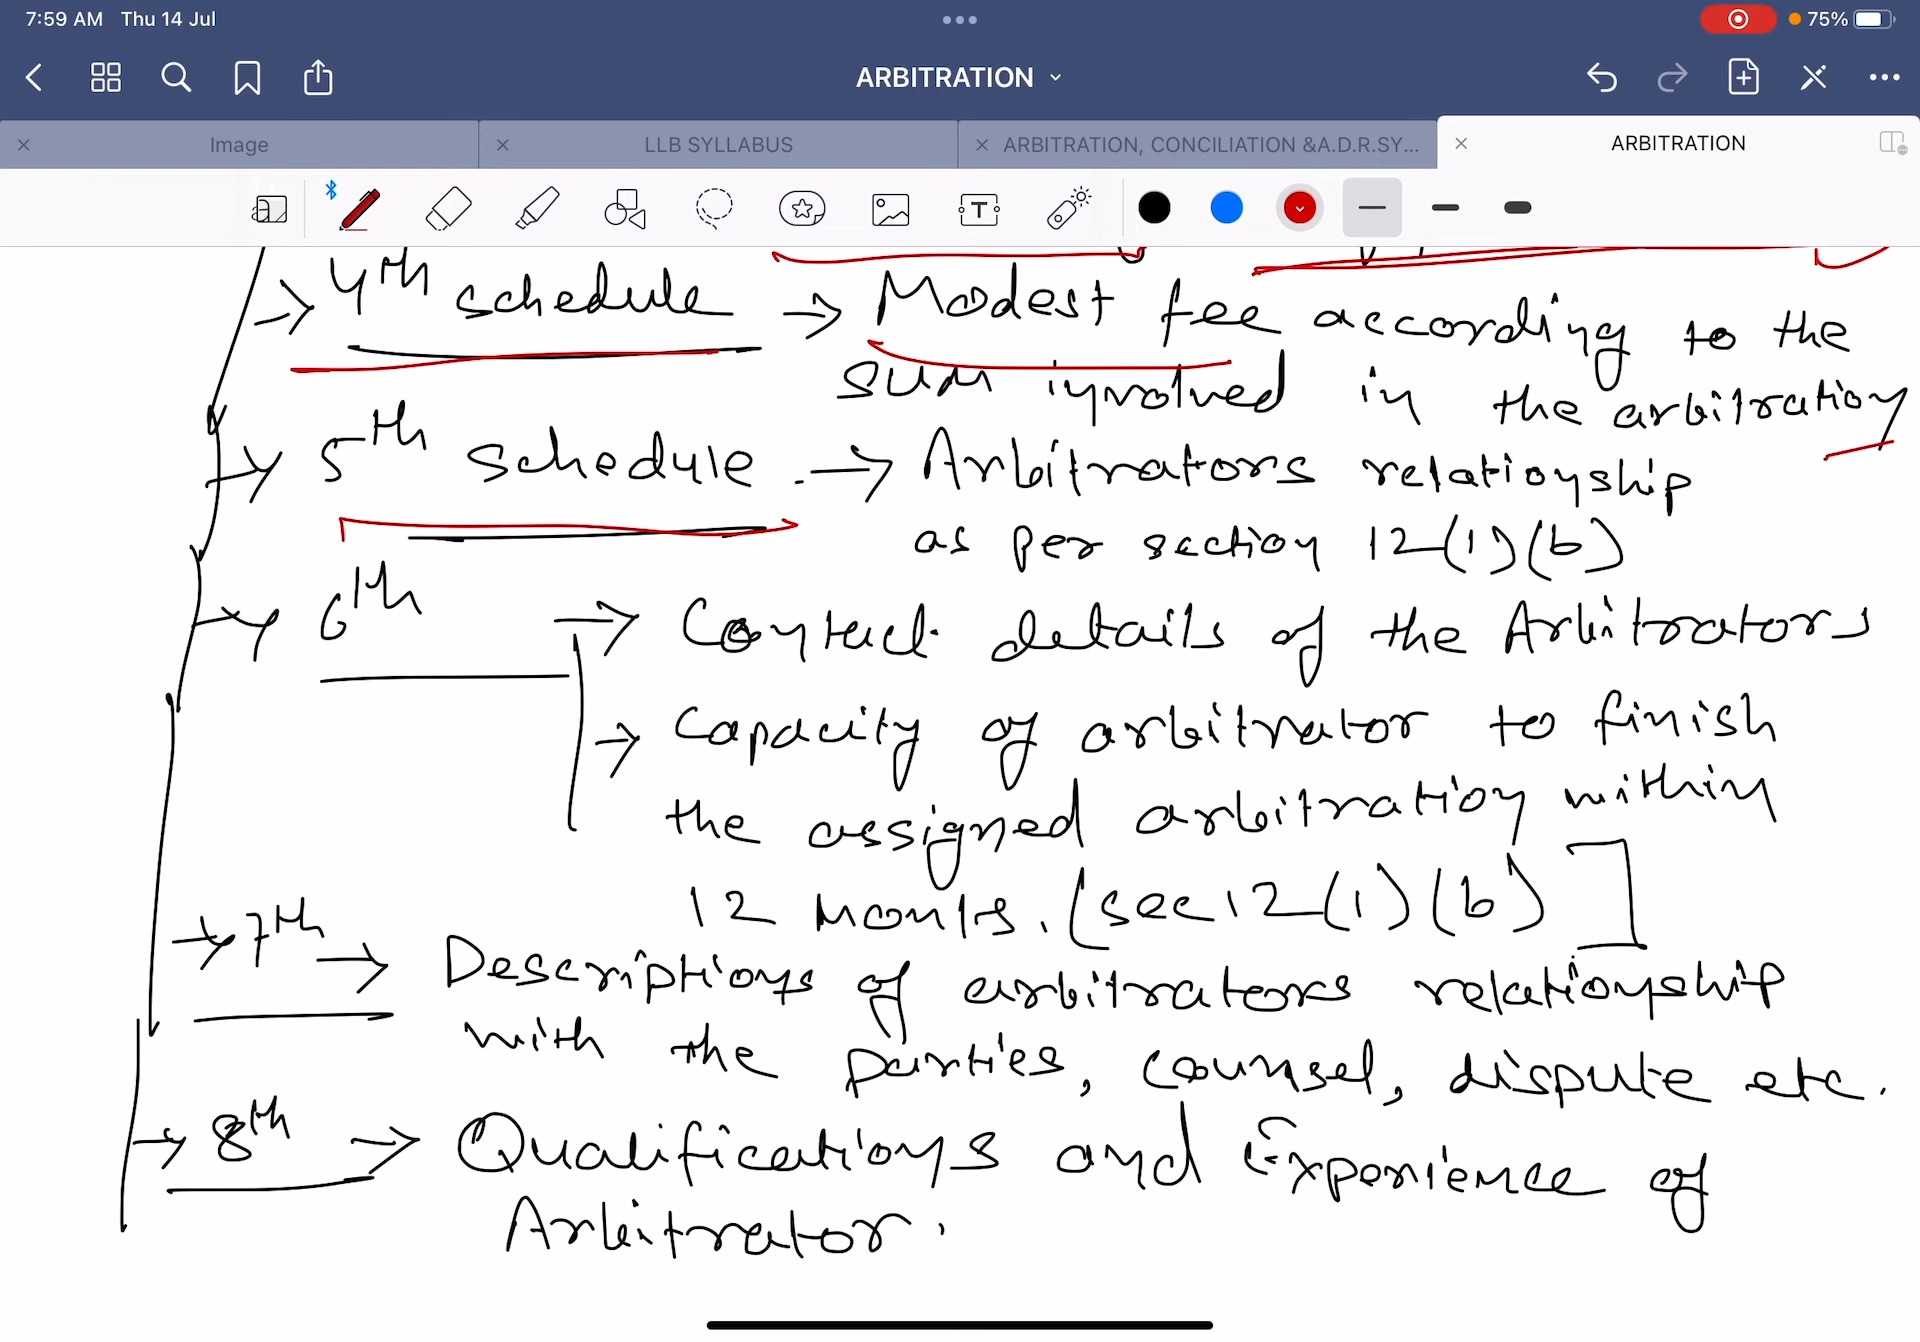 7:59 AM Thu 14 Jul
75%
ARBITRATION
Image
LLB SYLLABUS
ARBITRATION, CONCILIATION &A.D.R.SY...
ARBITRATION
→ 4th schedule → Modest fee according to the
sum involved in the arbitration
→ 5th schedule → Arbitrators relationship
as per section 12(1)(b)
→ 6th → Contact details of the Arbitrators
→ Capacity of arbitrator to finish
the assigned arbitration within
12 months. [sec 12(1)(b)]
→ 7th → Descriptions of arbitrators relationship
with the parties, counsel, dispute etc.
→ 8th → Qualifications and Experience of
Arbitrator.